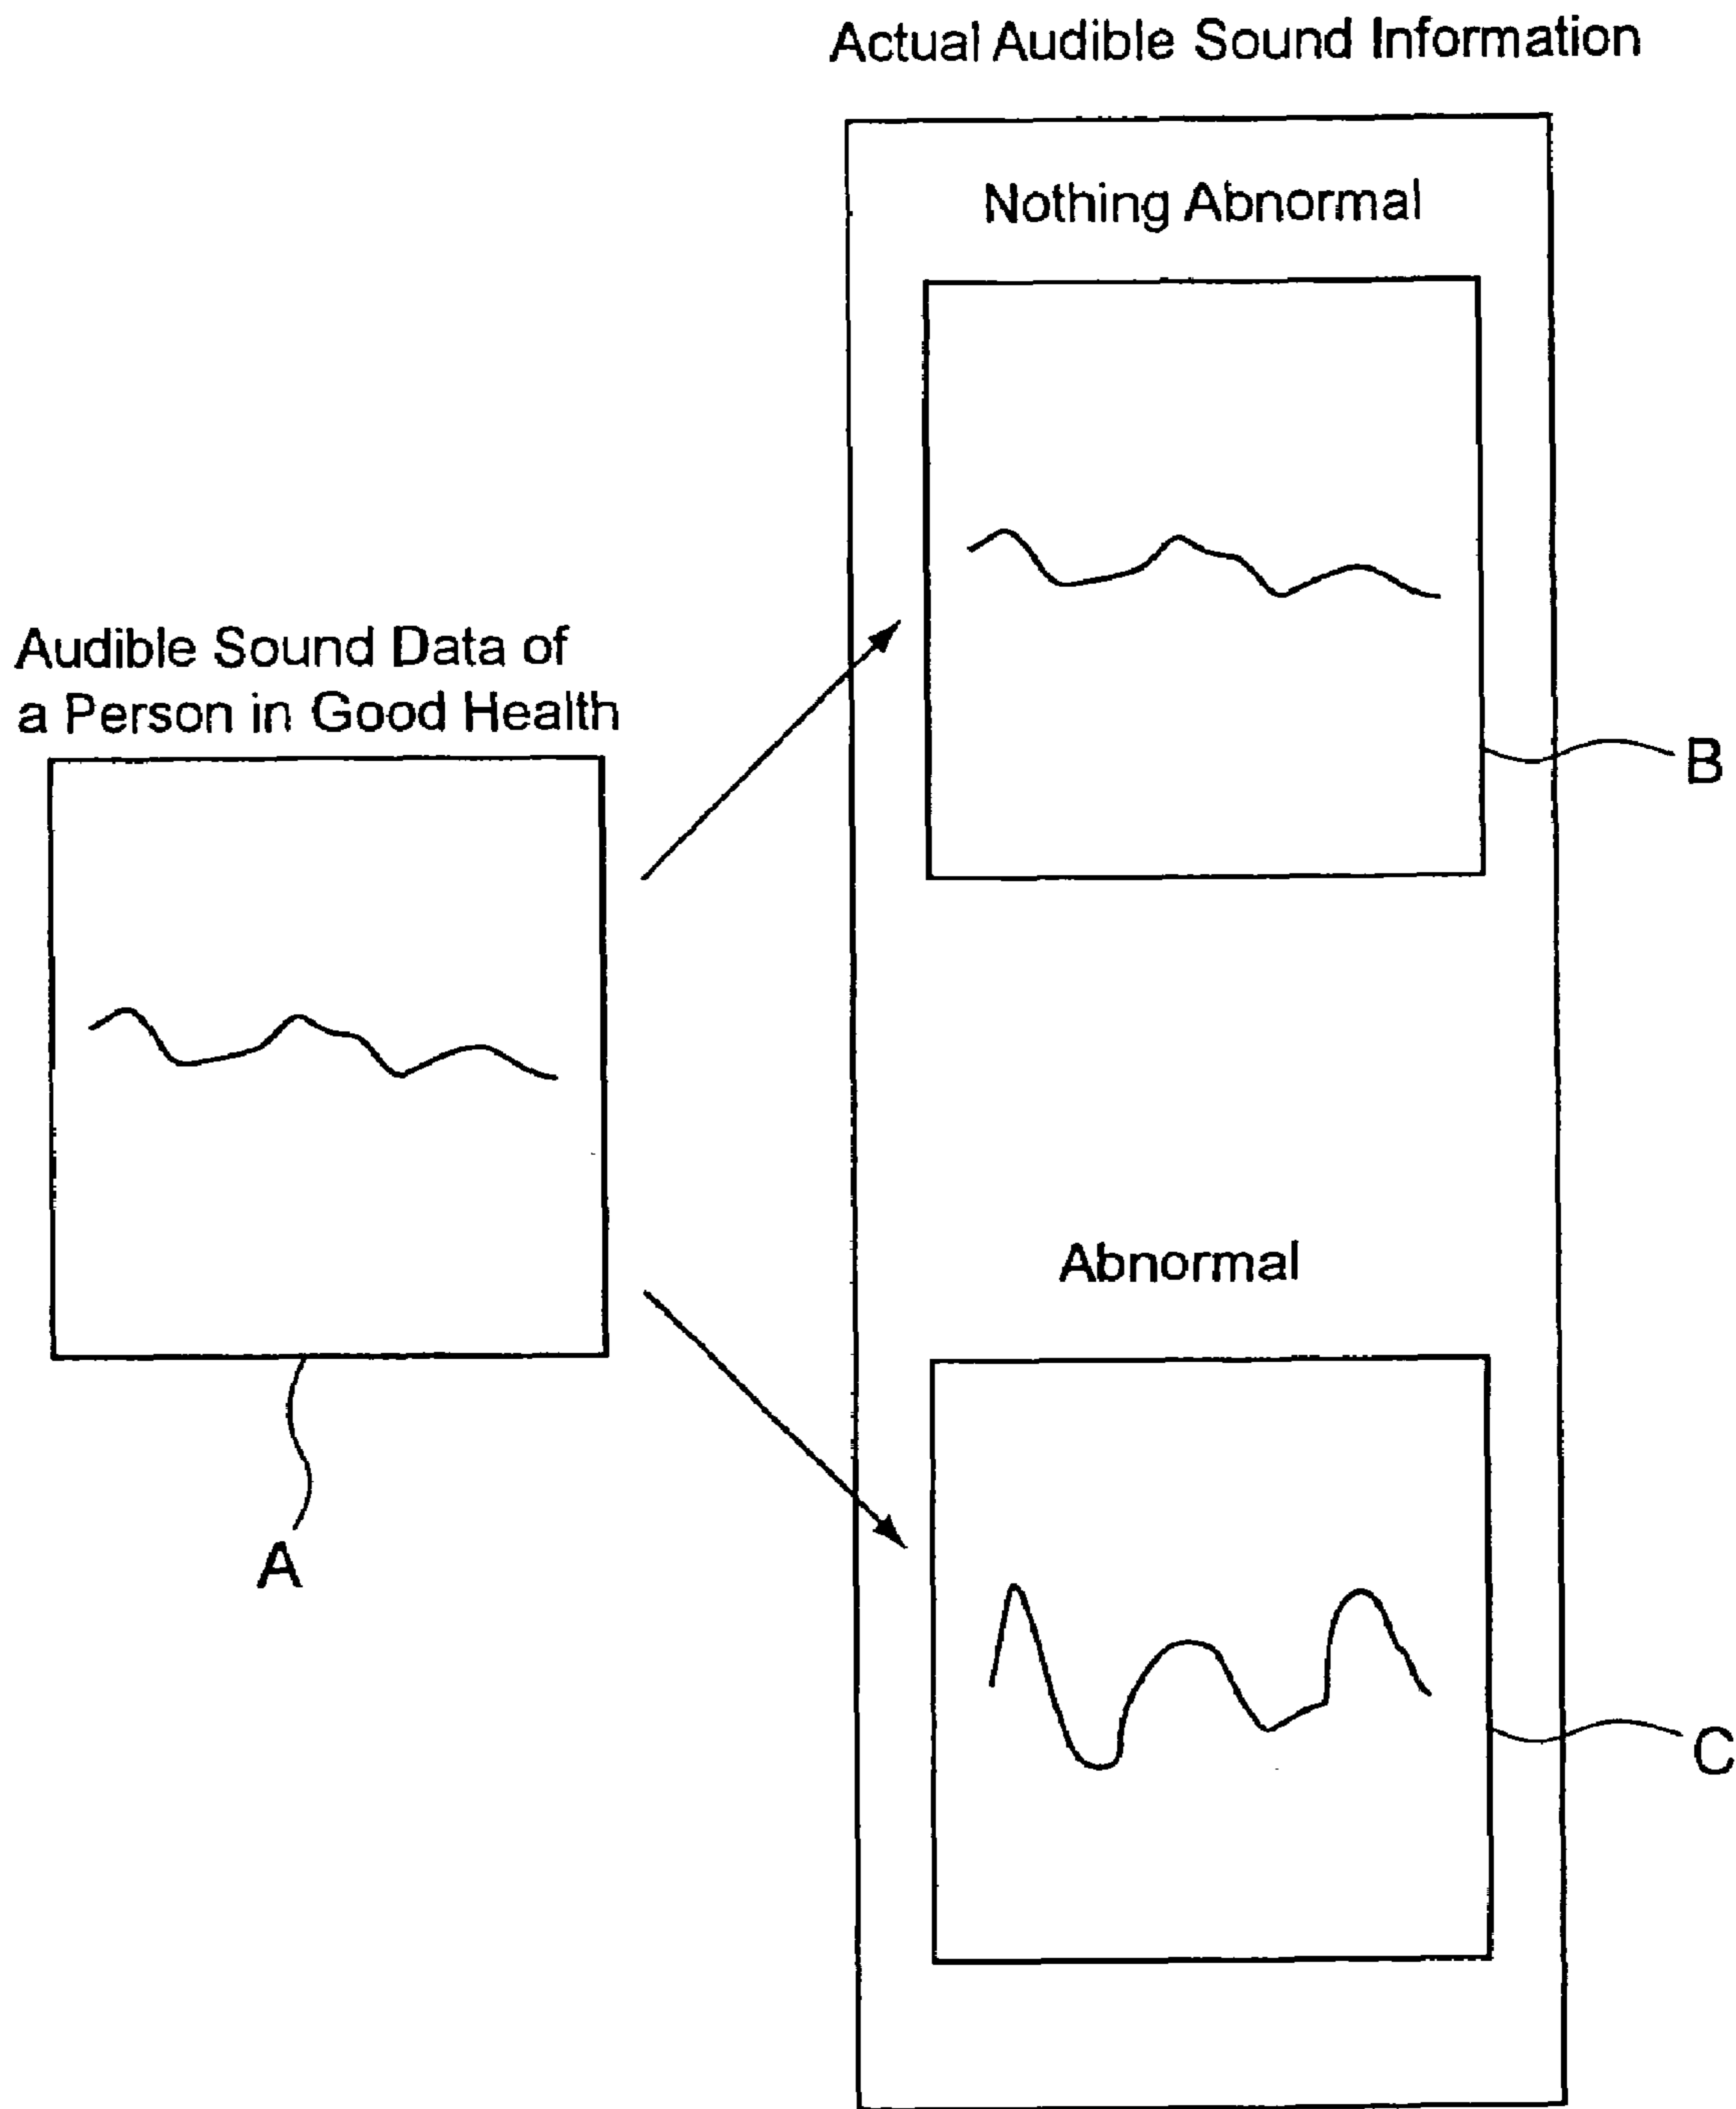 Actual Audible Sound Information
Nothing Abnormal
B
Audible Sound Data of
a Person in Good Health
A
Abnormal
C